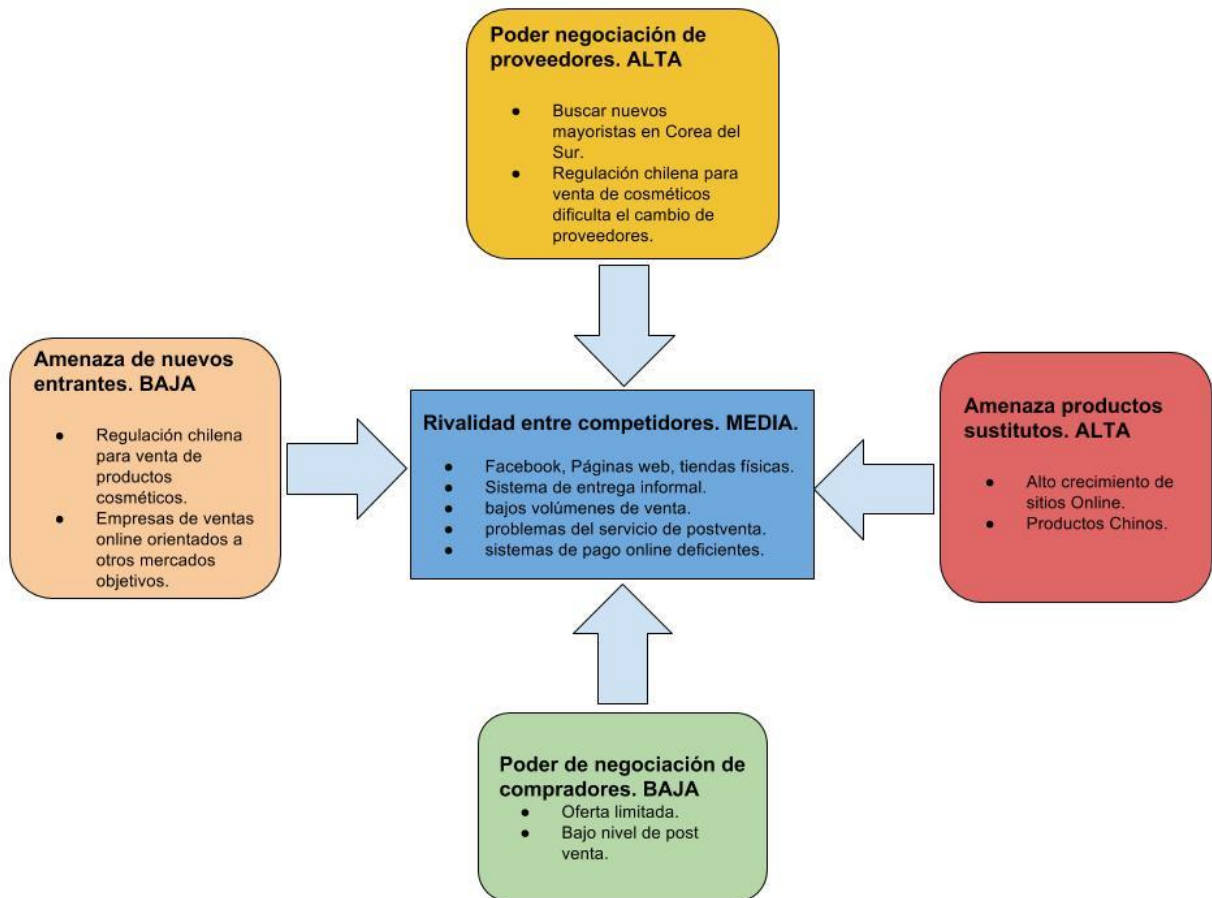 Poder negociación de
proveedores. ALTA
● Buscar nuevos
mayoristas en Corea del
Sur.
● Regulación chilena para
venta de cosméticos
dificulta el cambio de
proveedores.
Amenaza de nuevos
entrantes. BAJA
● Regulación chilena
para venta de
productos
cosméticos.
● Empresas de ventas
online orientados a
otros mercados
objetivos.
Rivalidad entre competidores. MEDIA.
● Facebook, Páginas web, tiendas físicas.
● Sistema de entrega informal.
● bajos volúmenes de venta.
● problemas del servicio de postventa.
● sistemas de pago online deficientes.
Amenaza productos
sustitutos. ALTA
● Alto crecimiento de
sitios Online.
● Productos Chinos.
Poder de negociación de
compradores. BAJA
● Oferta limitada.
● Bajo nivel de post
venta.